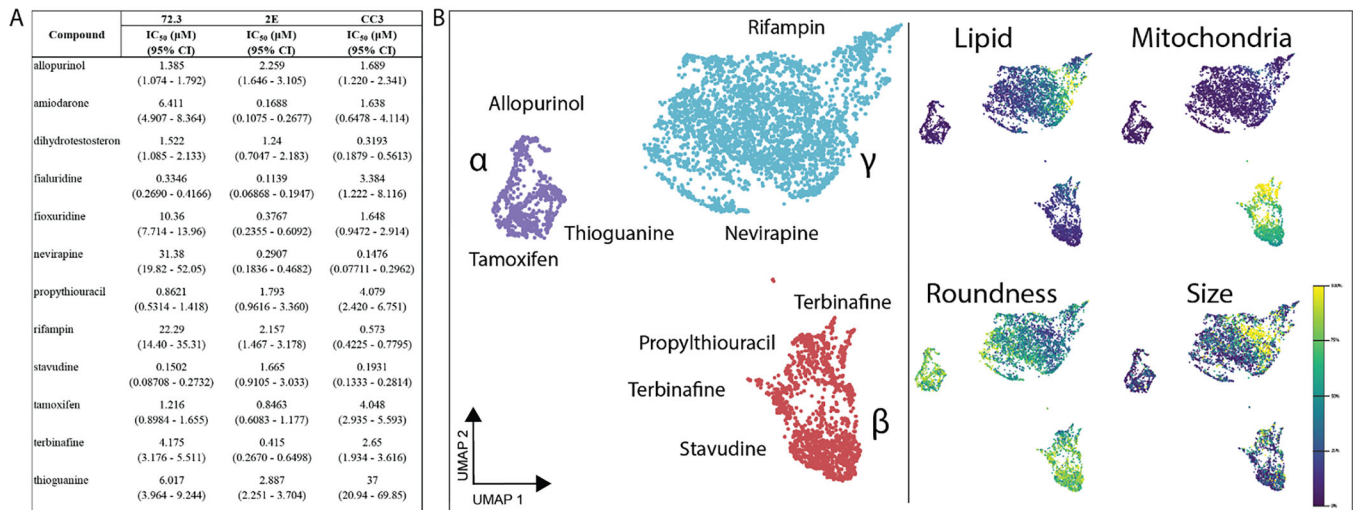 A
72.3 2E CC3
Compound IC₅₀ (µM) IC₅₀ (µM) IC₅₀ (µM)
(95% CI) (95% CI) (95% CI)
allopurinol 1.385 2.259 1.689
(1.074 - 1.792) (1.646 - 3.105) (1.220 - 2.341)
amiodarone 6.411 0.1688 1.638
(4.907 - 8.364) (0.1075 - 0.2677) (0.6478 - 4.114)
dihydrotestosteron 1.522 1.24 0.3193
(1.085 - 2.133) (0.7047 - 2.183) (0.1879 - 0.5613)
fialuridine 0.3346 0.1139 3.384
(0.2690 - 0.4166) (0.06868 - 0.1947) (1.222 - 8.116)
fioxuridine 10.36 0.3767 1.648
(7.714 - 13.96) (0.2355 - 0.6092) (0.9472 - 2.914)
nevirapine 31.38 0.2907 0.1476
(19.82 - 52.05) (0.1836 - 0.4682) (0.07711 - 0.2962)
propythiouracil 0.8621 1.793 4.079
(0.5314 - 1.418) (0.9616 - 3.360) (2.420 - 6.751)
rifampin 22.29 2.157 0.573
(14.40 - 35.31) (1.467 - 3.178) (0.4225 - 0.7795)
stavudine 0.1502 1.665 0.1931
(0.08708 - 0.2732) (0.9105 - 3.033) (0.1333 - 0.2814)
tamoxifen 1.216 0.8463 4.048
(0.8984 - 1.655) (0.6083 - 1.177) (2.935 - 5.593)
terbinafine 4.175 0.415 2.65
(3.176 - 5.511) (0.2670 - 0.6498) (1.934 - 3.616)
thioguanine 6.017 2.887 37
(3.964 - 9.244) (2.251 - 3.704) (20.94 - 69.85)
B
Rifampin
Allopurinol
α
γ
Thioguanine
Nevirapine
Tamoxifen
Terbinafine
Propylthiouracil
Terbinafine
β
Stavudine
UMAP 2
UMAP 1
Lipid
Mitochondria
Roundness
Size
100%
75%
50%
25%
0%